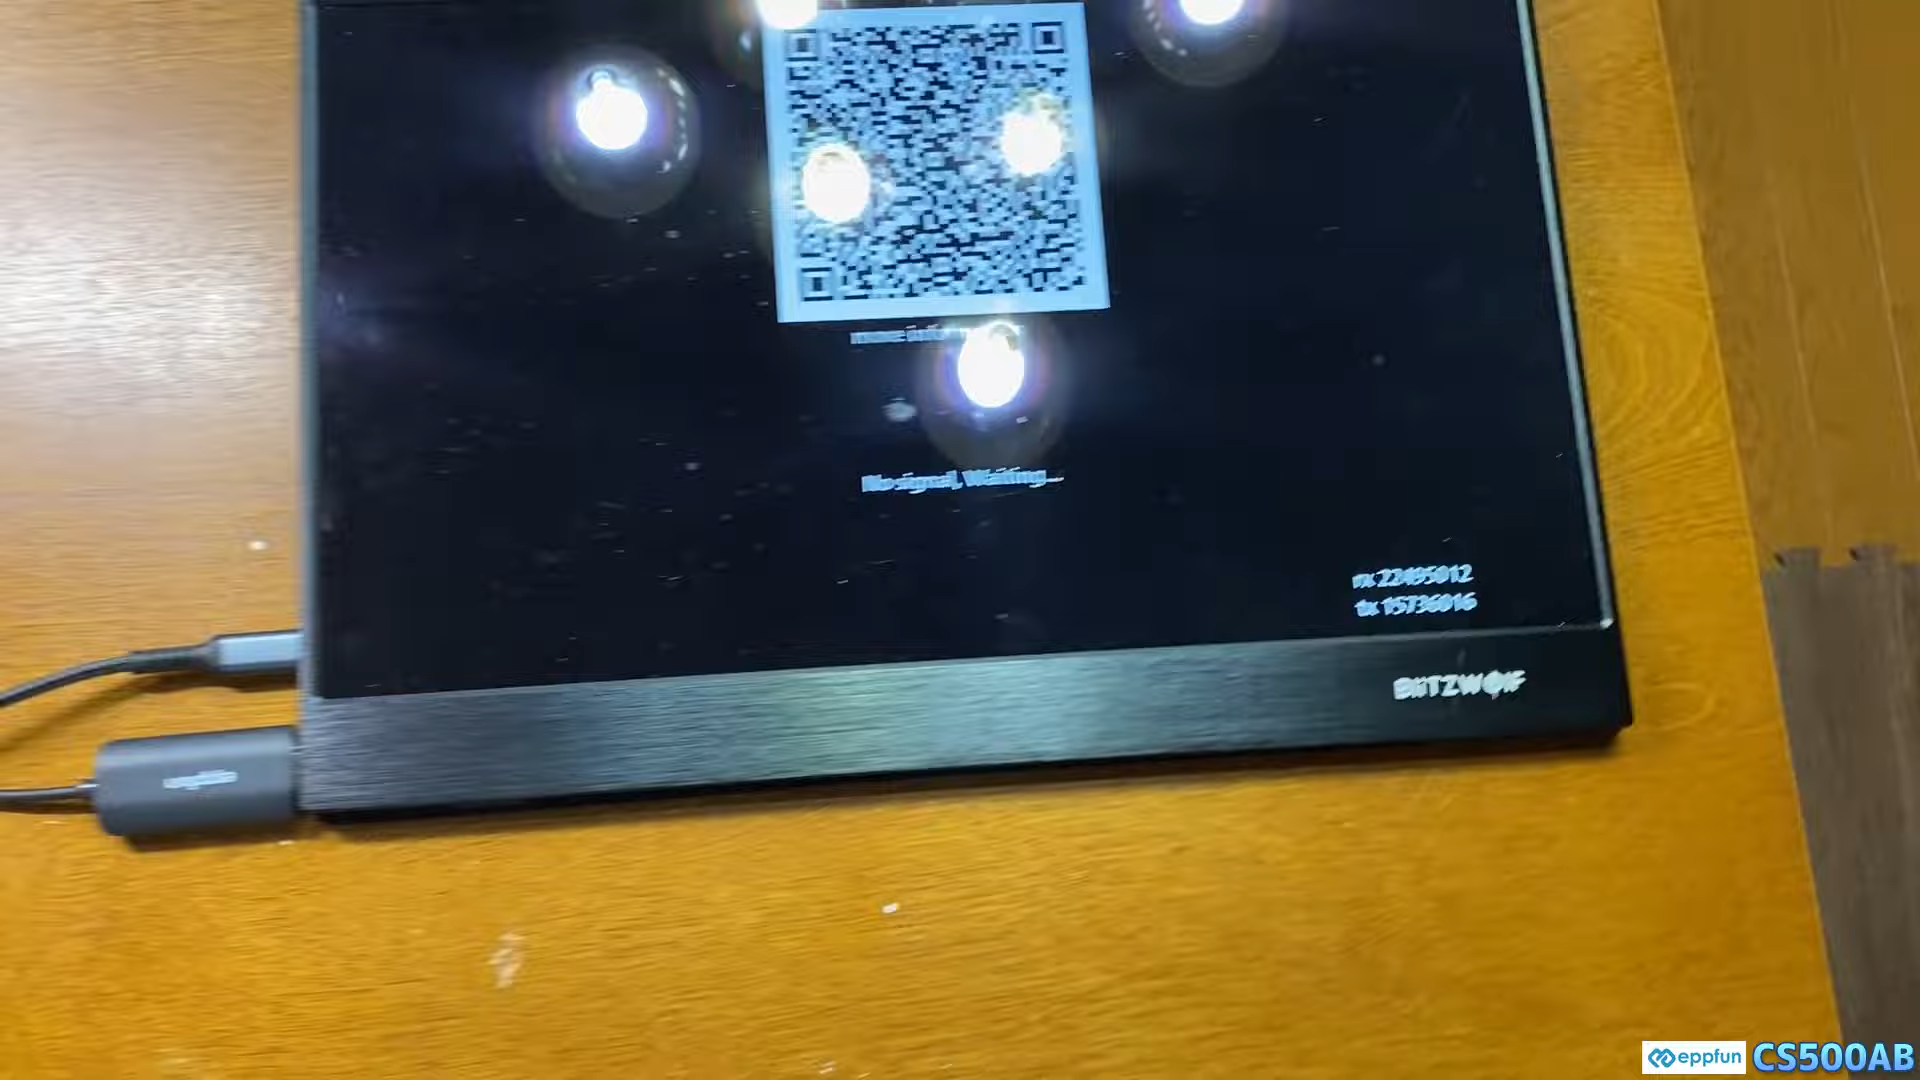 No signal, Waiting...
rx 22495012
tx 15736016
BlitzWolf
eppfun CS500AB